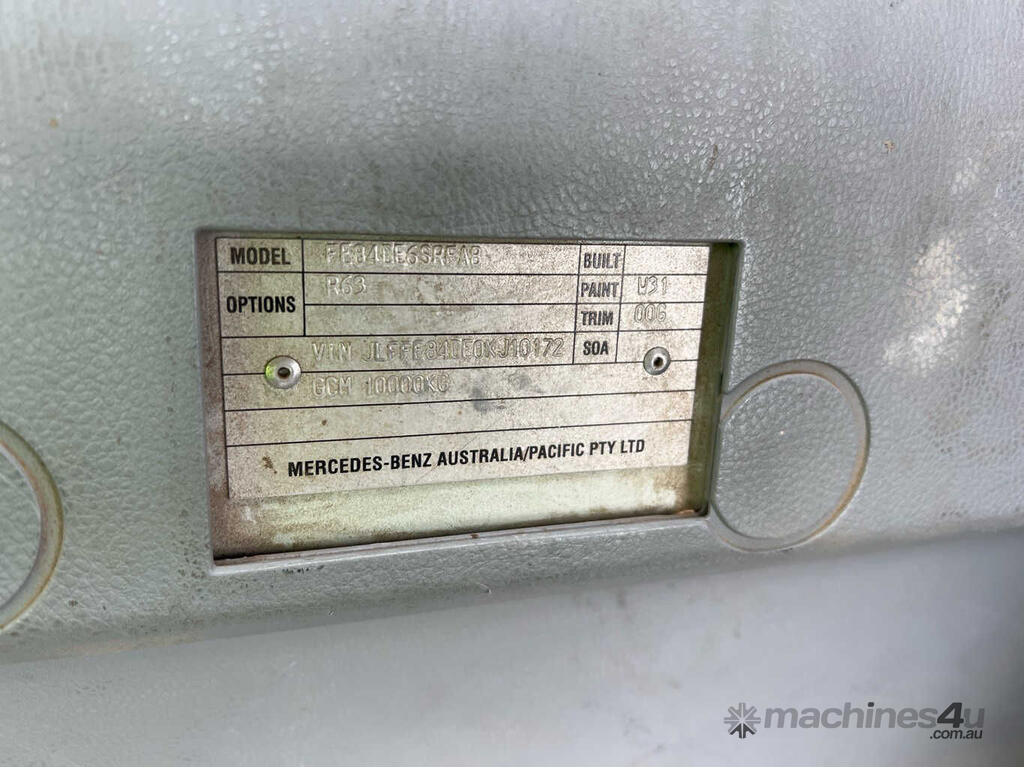 MODEL FE84DE6SRFAB BUILT
OPTIONS R63 PAINT W31
TRIM 00G
VIN JLFFE84DE0KJ10172 SOA
GCM 10000KG
MERCEDES-BENZ AUSTRALIA/PACIFIC PTY LTD
machines4u
.com.au